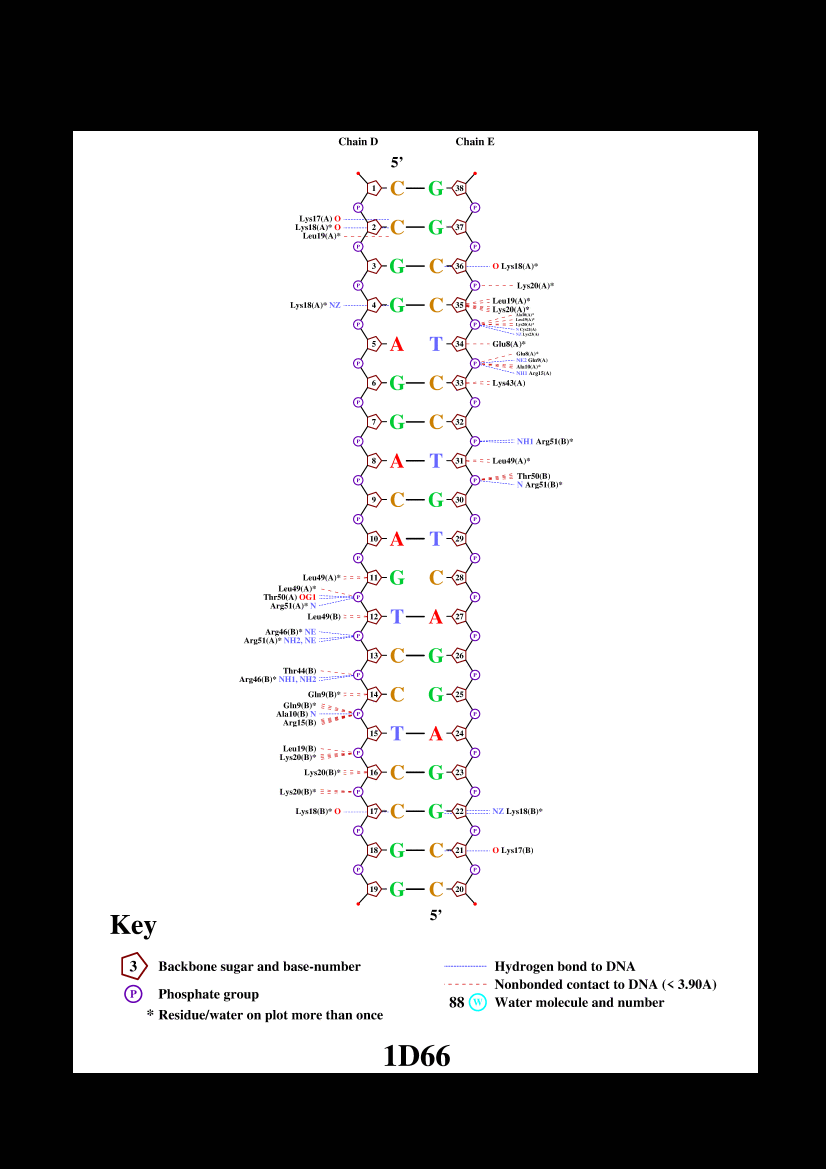 Chain D Chain E
5’
1 C G 38
P P
Lys17(A) O
Lys18(A)* O 2 C G 37
Leu19(A)*
P P
3 G C 36 O Lys18(A)*
P P Lys20(A)*
Lys18(A)* NZ 4 G C 35 Leu19(A)*
Lys20(A)*
P P
5 A T 34 Glu8(A)*
Glu8(A)*
P P NE2 Gln9(A)
Ala10(A)*
NH1 Arg15(A)
6 G C 33 Lys43(A)
P P
7 G C 32
P P NH1 Arg51(B)*
8 A T 31 Leu49(A)*
P P Thr50(B)
N Arg51(B)*
9 C G 30
P P
10 A T 29
P P
Leu49(A)* 11 G C 28
Leu49(A)*
Thr50(A) OG1 P P
Arg51(A)* N
Leu49(B) 12 T A 27
Arg46(B)* NE P P
Arg51(A)* NH2, NE
13 C G 26
Thr44(B) P P
Arg46(B)* NH1, NH2
Gln9(B)* 14 C G 25
Gln9(B)*
Ala10(B) N P P
Arg15(B)
15 T A 24
Leu19(B) P P
Lys20(B)*
Lys20(B)* 16 C G 23
Lys20(B)* P P
Lys18(B)* O 17 C G 22 NZ Lys18(B)*
P P
18 G C 21 O Lys17(B)
P P
19 G C 20
5’
Key
3 Backbone sugar and base-number
P Phosphate group
* Residue/water on plot more than once
Hydrogen bond to DNA
Nonbonded contact to DNA (< 3.90A)
88 W Water molecule and number
1D66